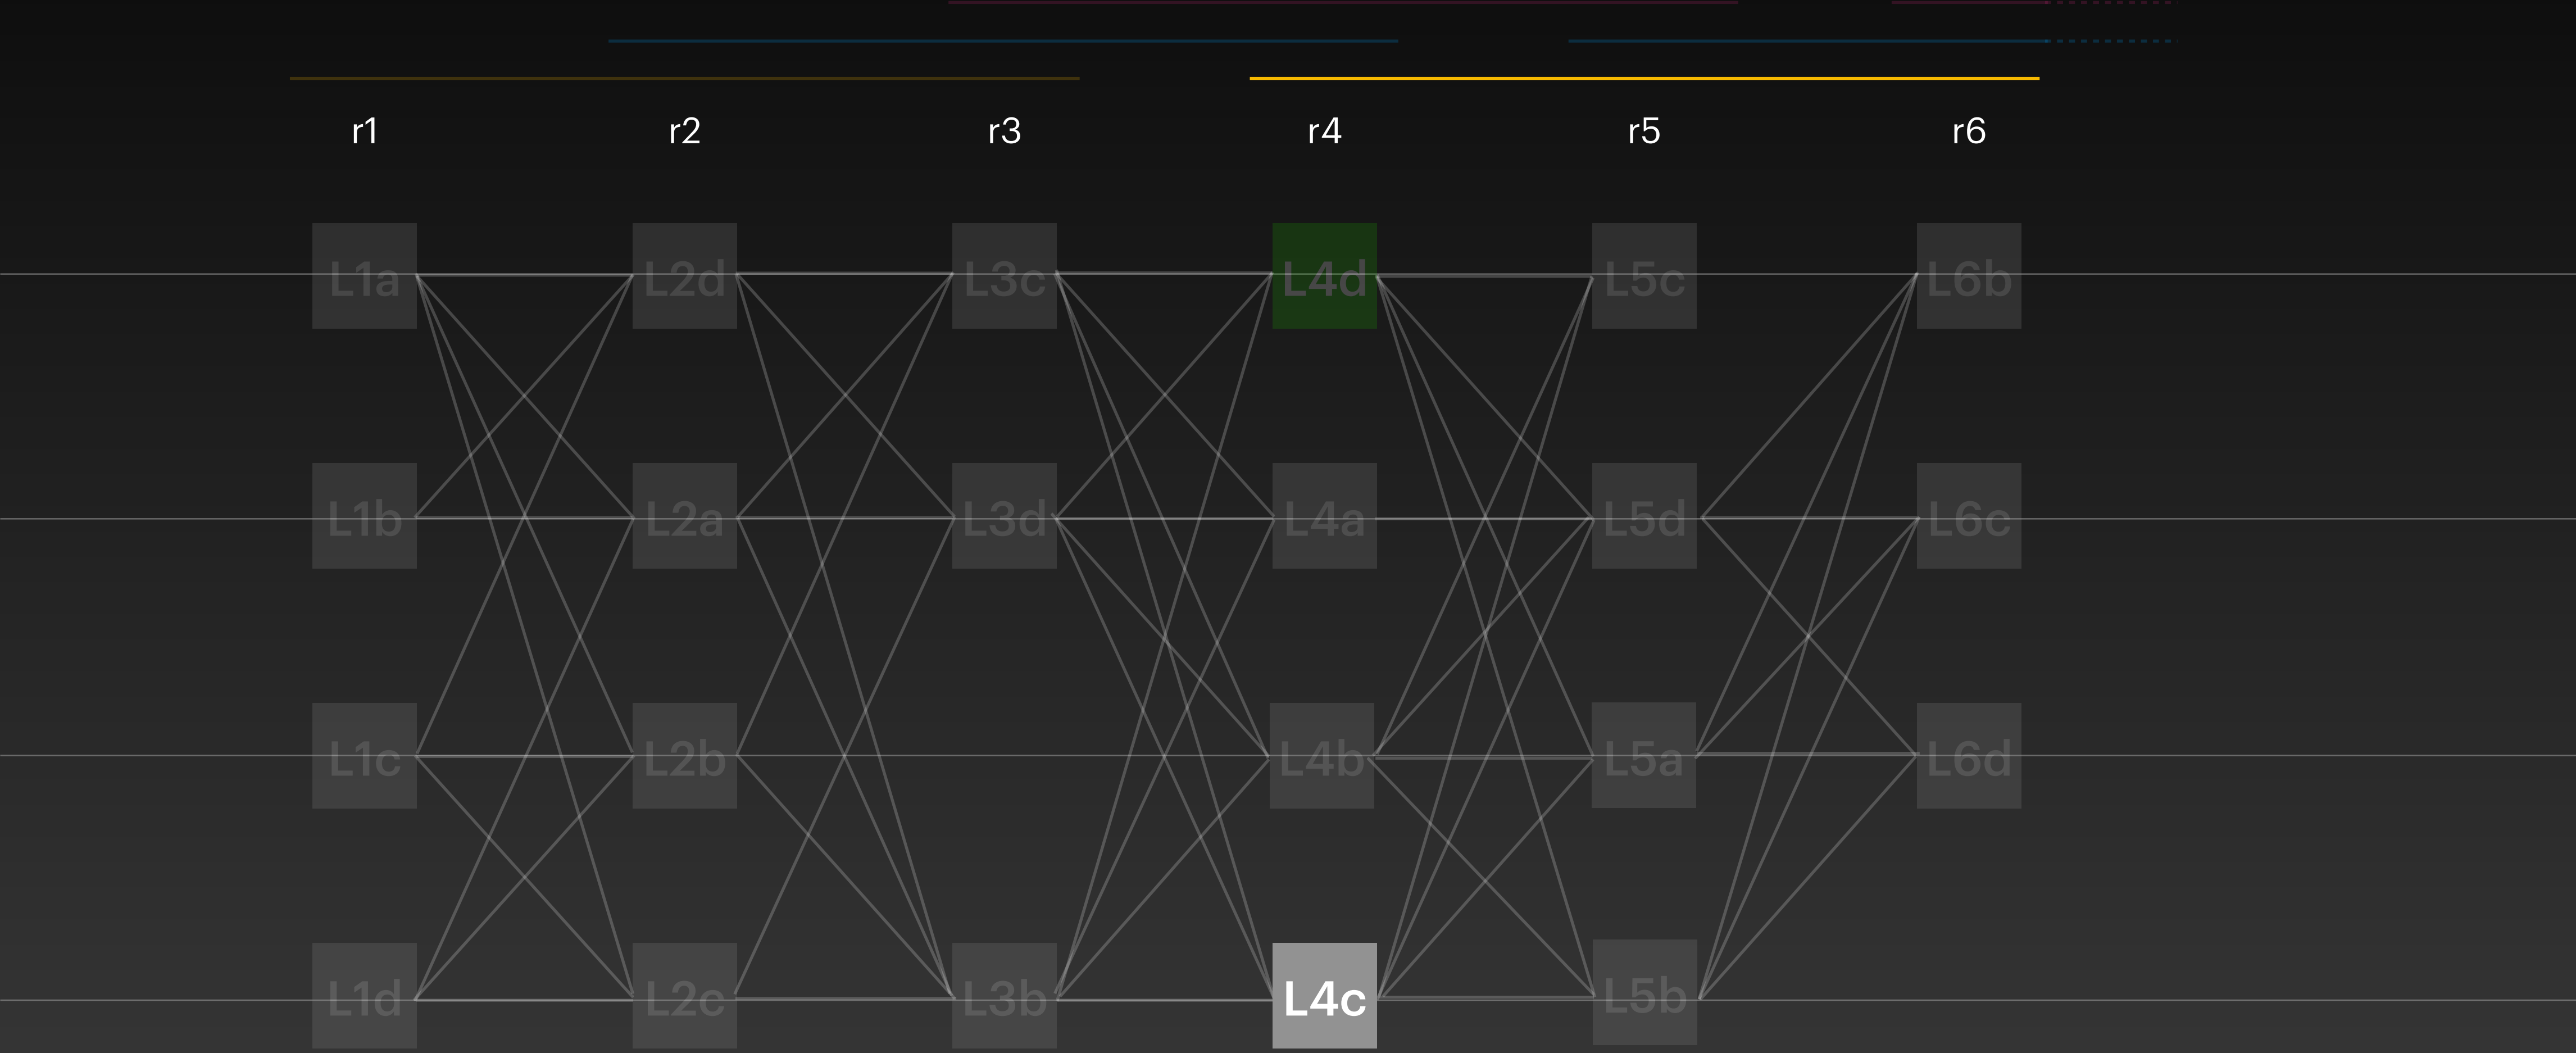 r1 r2 r3 r4 r5 r6
L1a L2d L3c L4d L5c L6b
L1b L2a L3d L4a L5d L6c
L1c L2b L4b L5a L6d
L1d L2c L3b L4c L5b